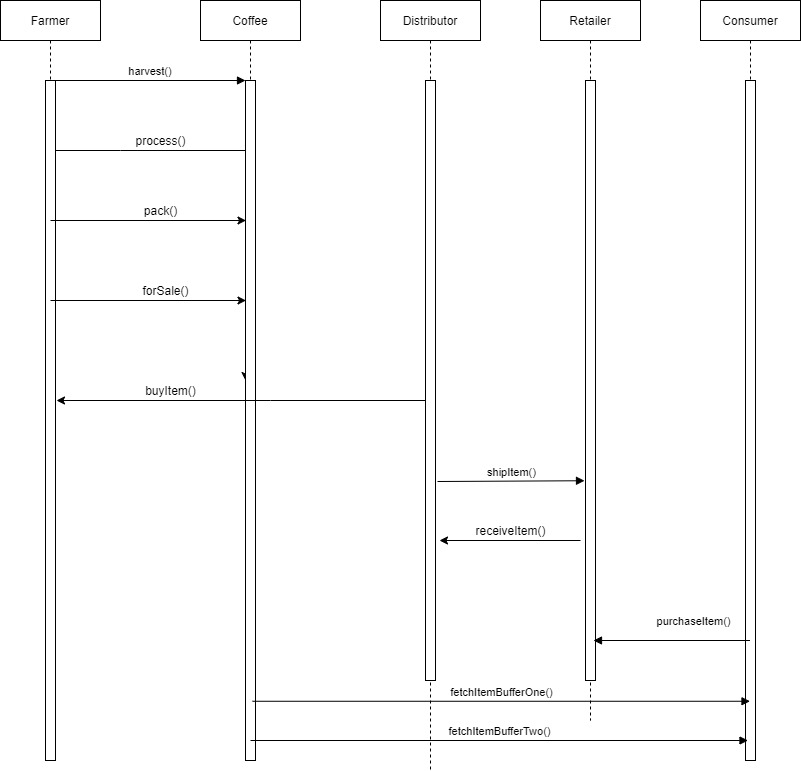 Farmer
Coffee
Distributor
Retailer
Consumer
harvest()
process()
pack()
forSale()
buyItem()
shipItem()
receiveItem()
purchaseItem()
fetchItemBufferOne()
fetchItemBufferTwo()